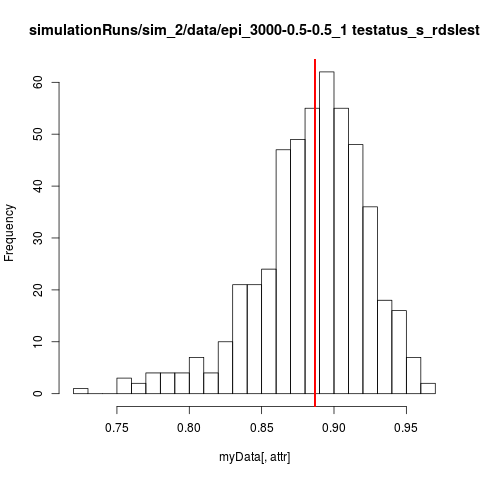 simulationRuns/sim_2/data/epi_3000-0.5-0.5_1 testatus_s_rdslest
Frequency
60
50
40
30
20
10
0
0.75 0.80 0.85 0.90 0.95
myData[, attr]